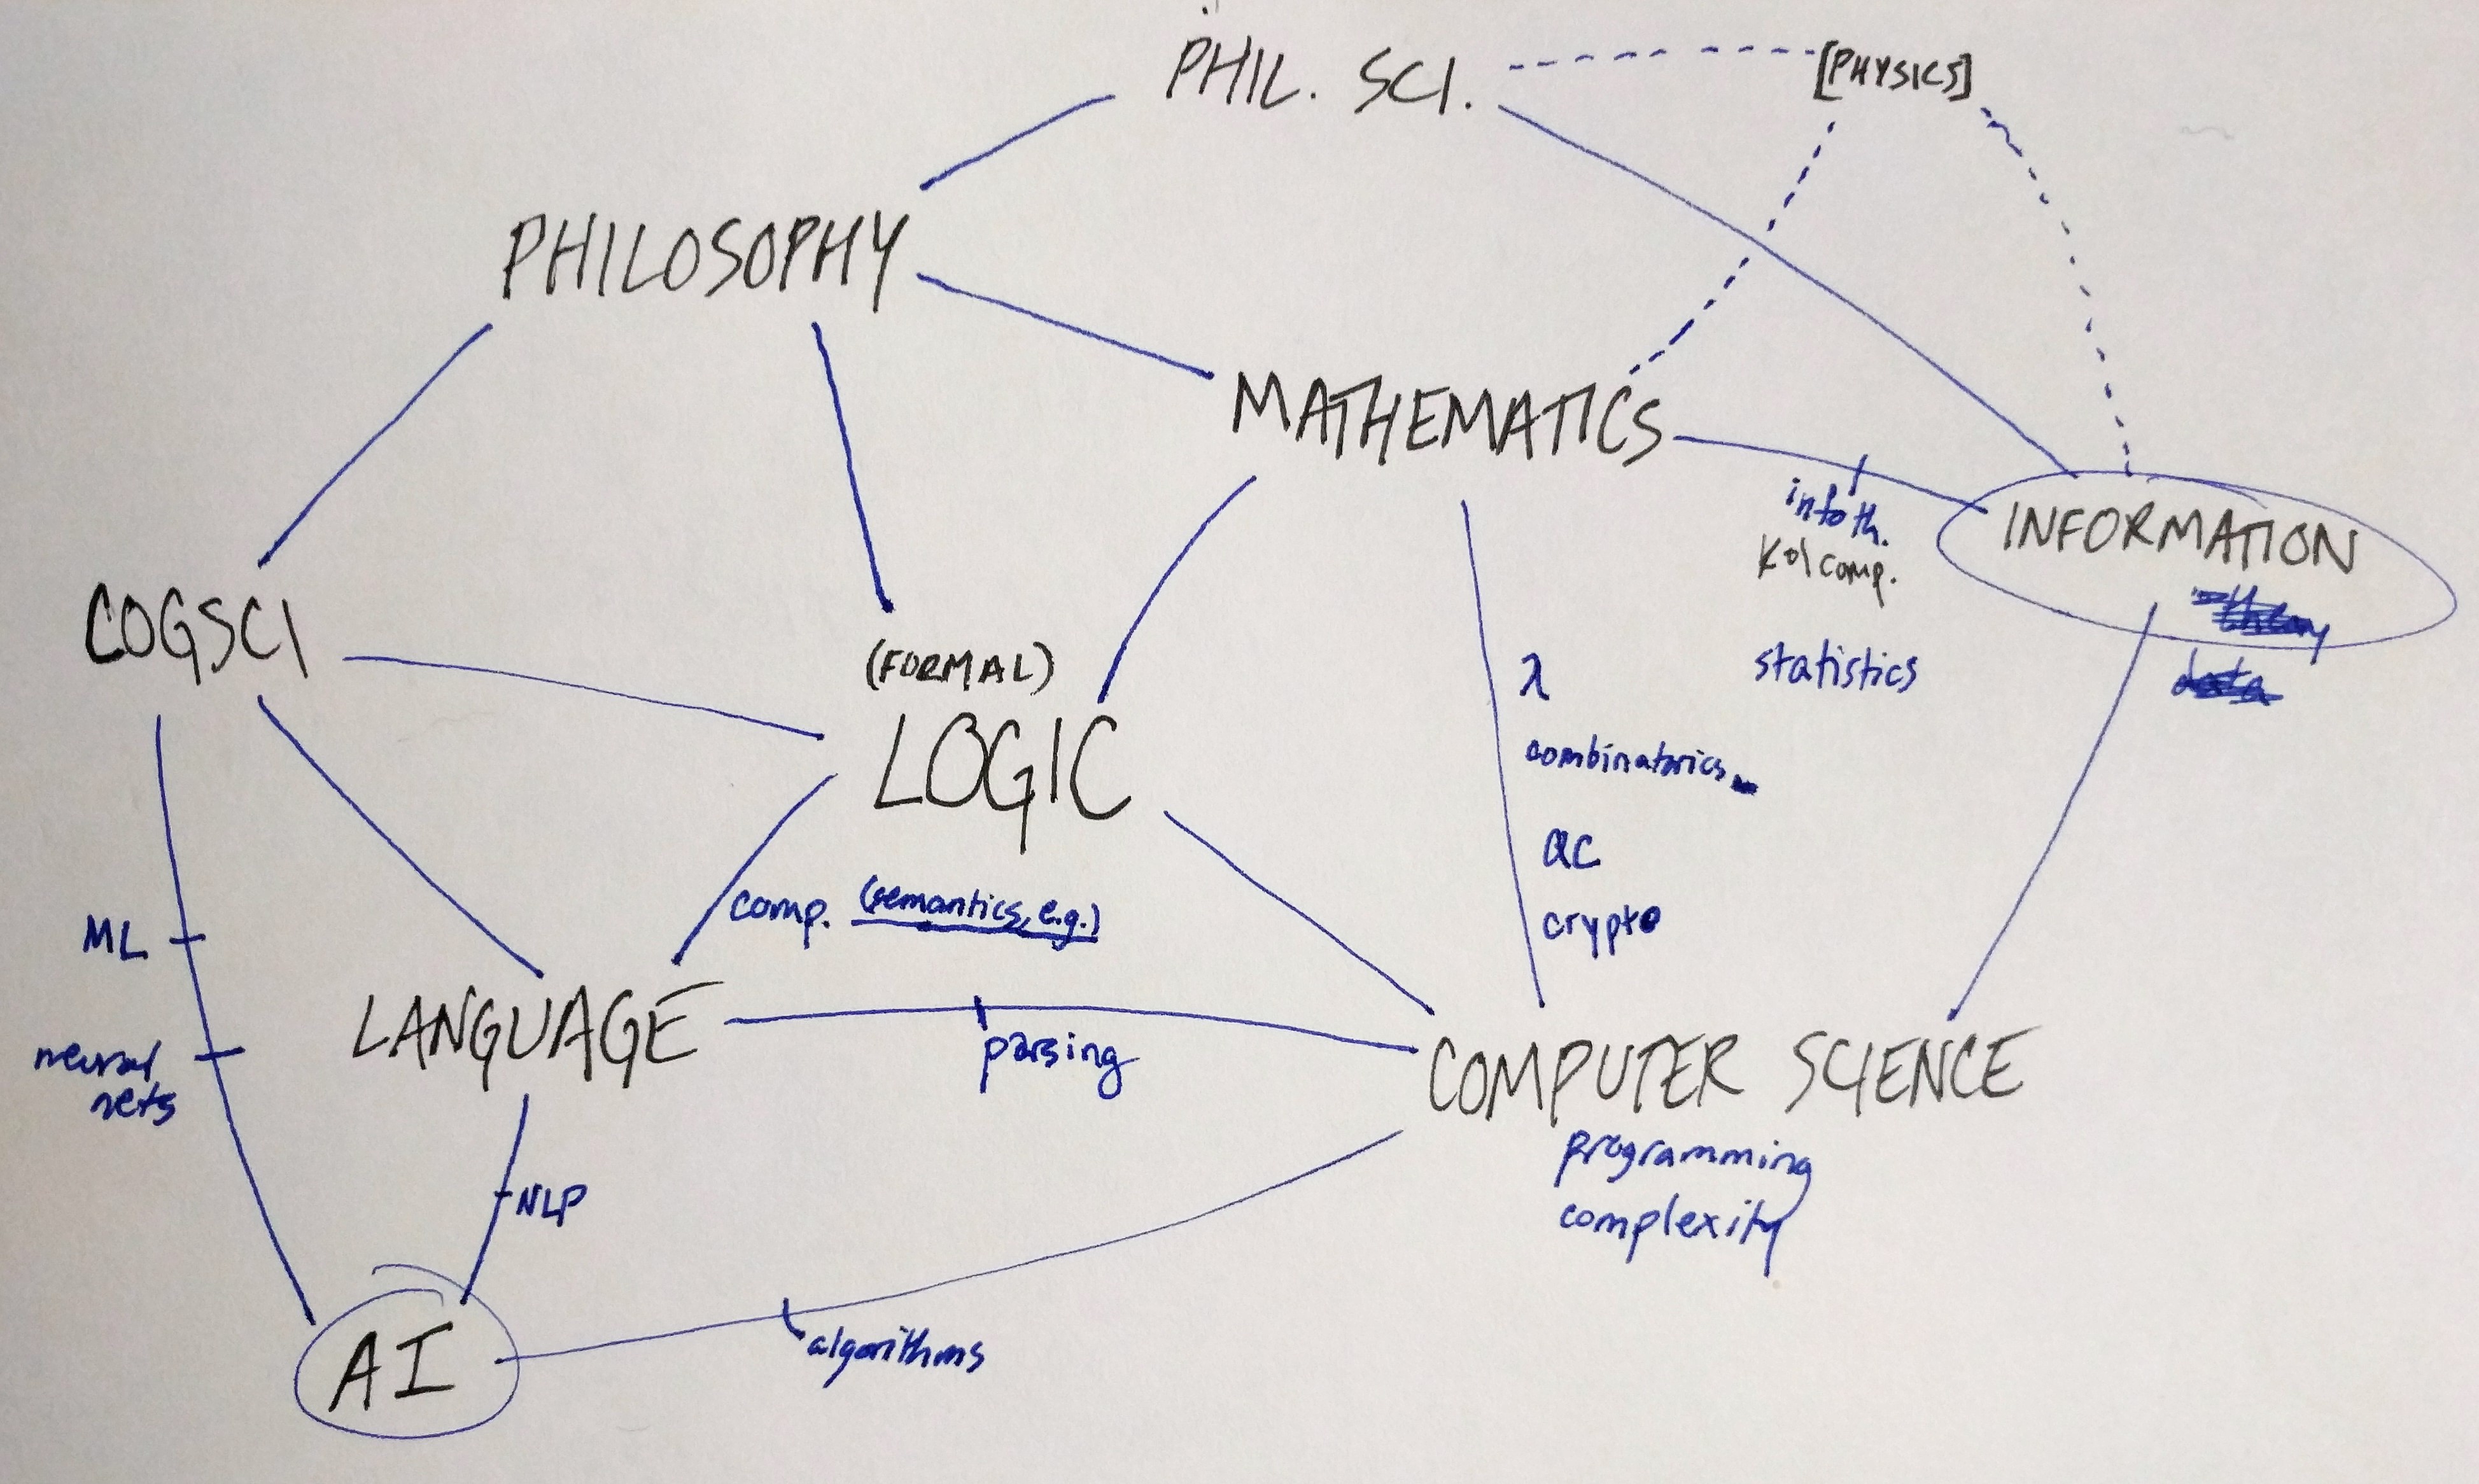 PHIL. SCI.
[PHYSICS]
PHILOSOPHY
MATHEMATICS
info th.
Kol comp.
INFORMATION
theory
data
statistics
COGSCI
(FORMAL)
LOGIC
λ
combinatorics
QC
crypto
comp. (semantics, e.g.)
ML
neural
nets
LANGUAGE
parsing
COMPUTER SCIENCE
programming
complexity
NLP
AI
algorithms